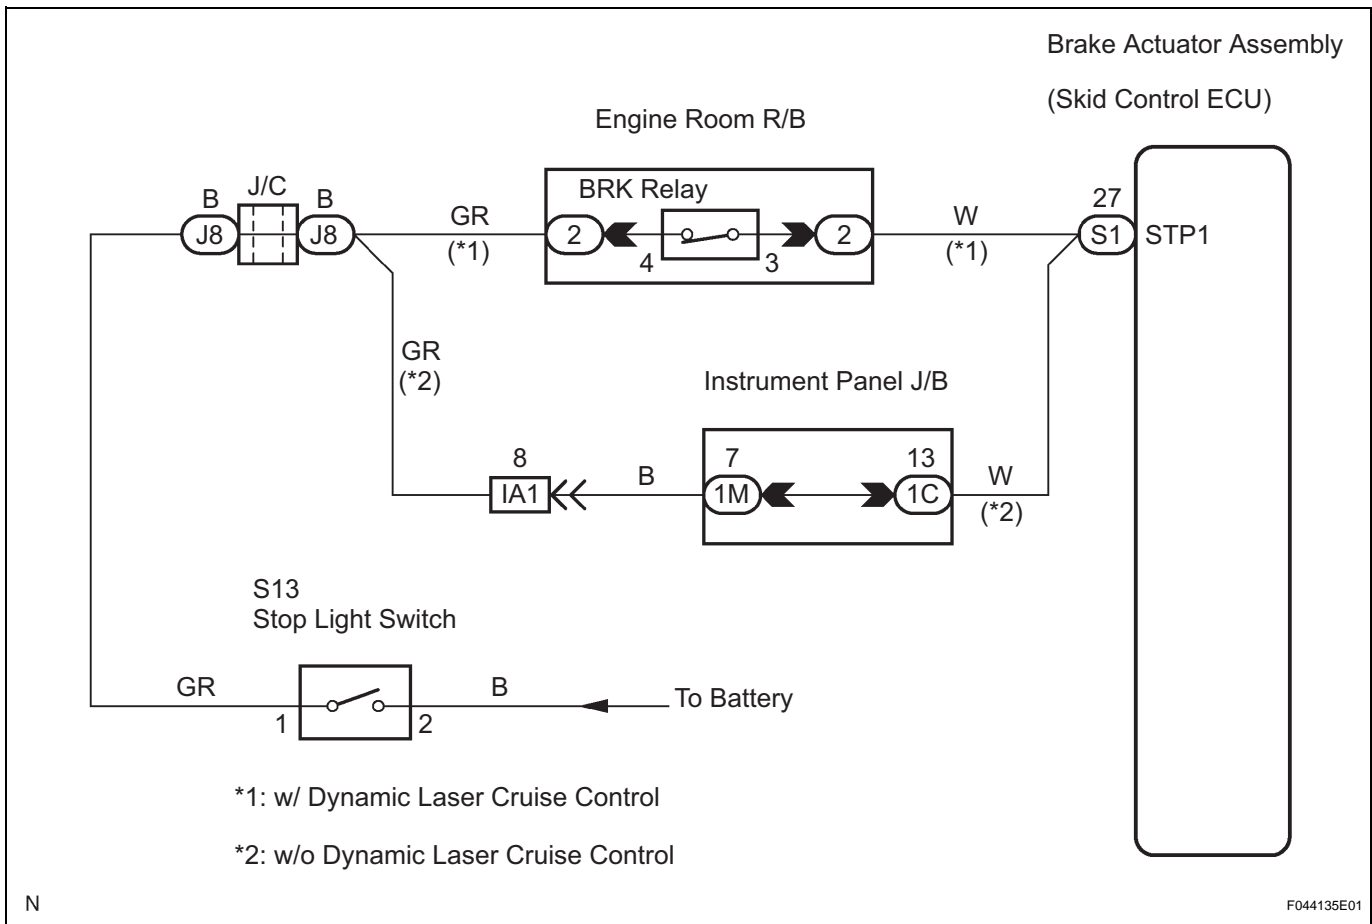 Brake Actuator Assembly
(Skid Control ECU)
Engine Room R/B
B J/C B
J8 J8
GR
(*1)
BRK Relay
2 2
4 3
W
(*1)
27
S1 STP1
GR
(*2)
Instrument Panel J/B
8
IA1
B
7 13
1M 1C
W
(*2)
S13
Stop Light Switch
GR
1 2
B
To Battery
*1: w/ Dynamic Laser Cruise Control
*2: w/o Dynamic Laser Cruise Control
N
F044135E01